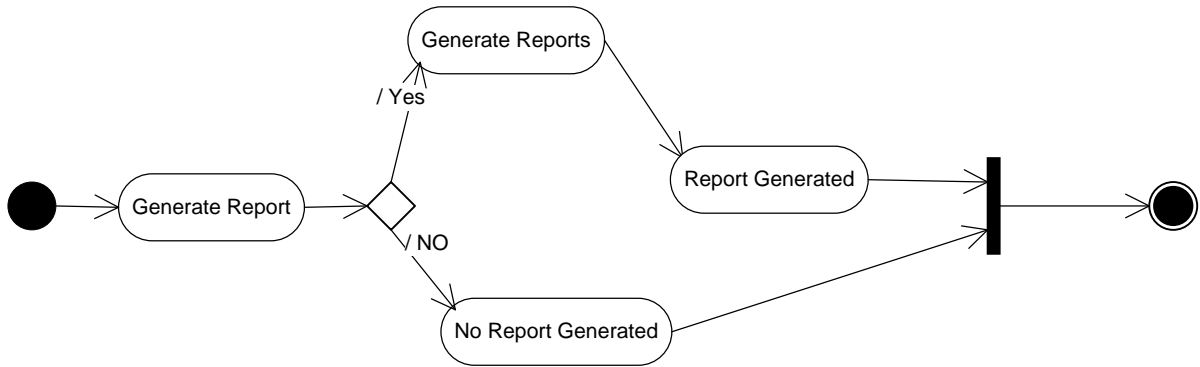 Generate Reports
/ Yes
Report Generated
Generate Report
/ NO
No Report Generated